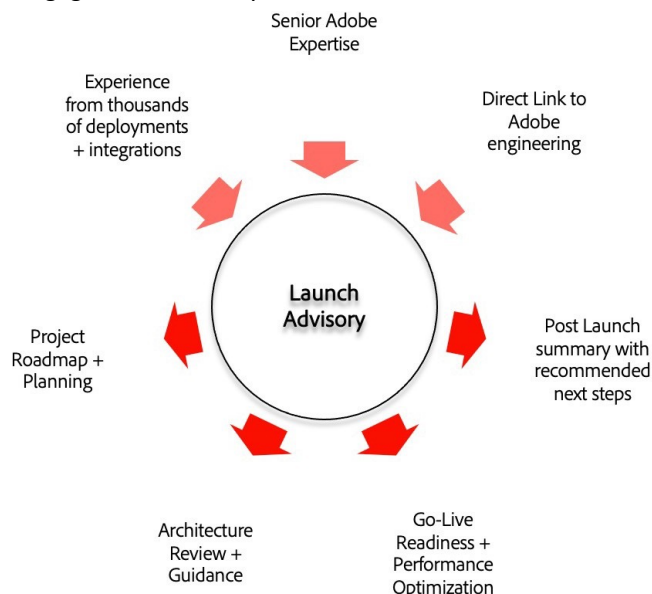 Senior Adobe
Expertise
Experience
from thousands
of deployments
+ integrations
Direct Link to
Adobe
engineering
Launch
Advisory
Project
Roadmap +
Planning
Post Launch
summary with
recommended
next steps
Architecture
Review +
Guidance
Go-Live
Readiness +
Performance
Optimization